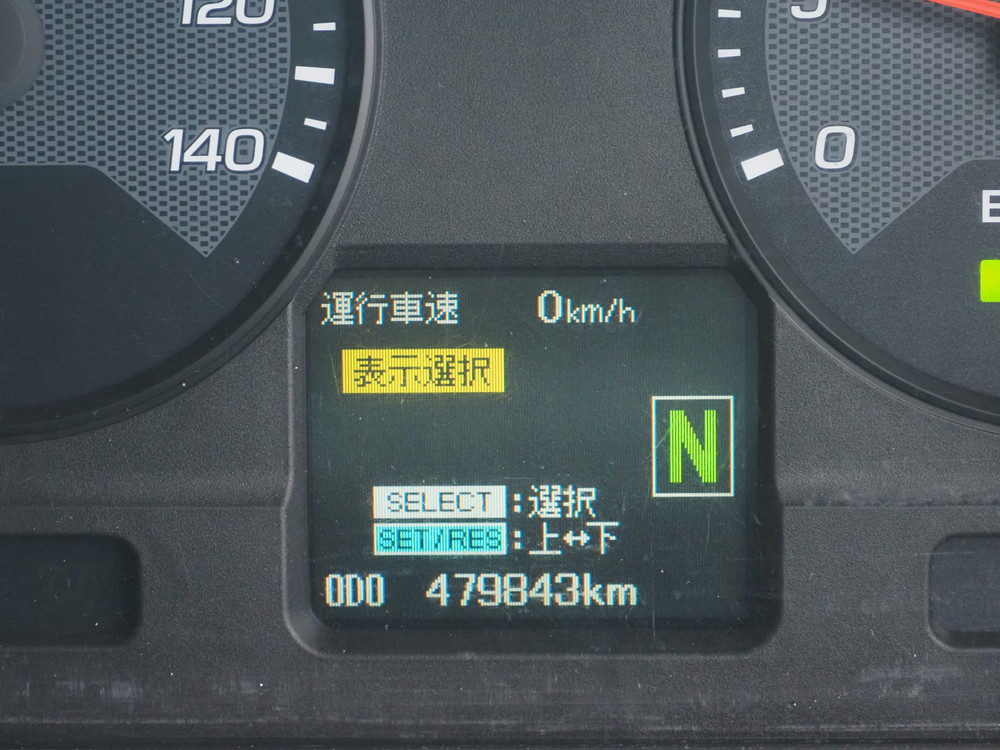 120
140
5
0
E
運行車速 0km/h
表示選択
N
SELECT:選択
SET/RES:上↔下
ODO 479843km